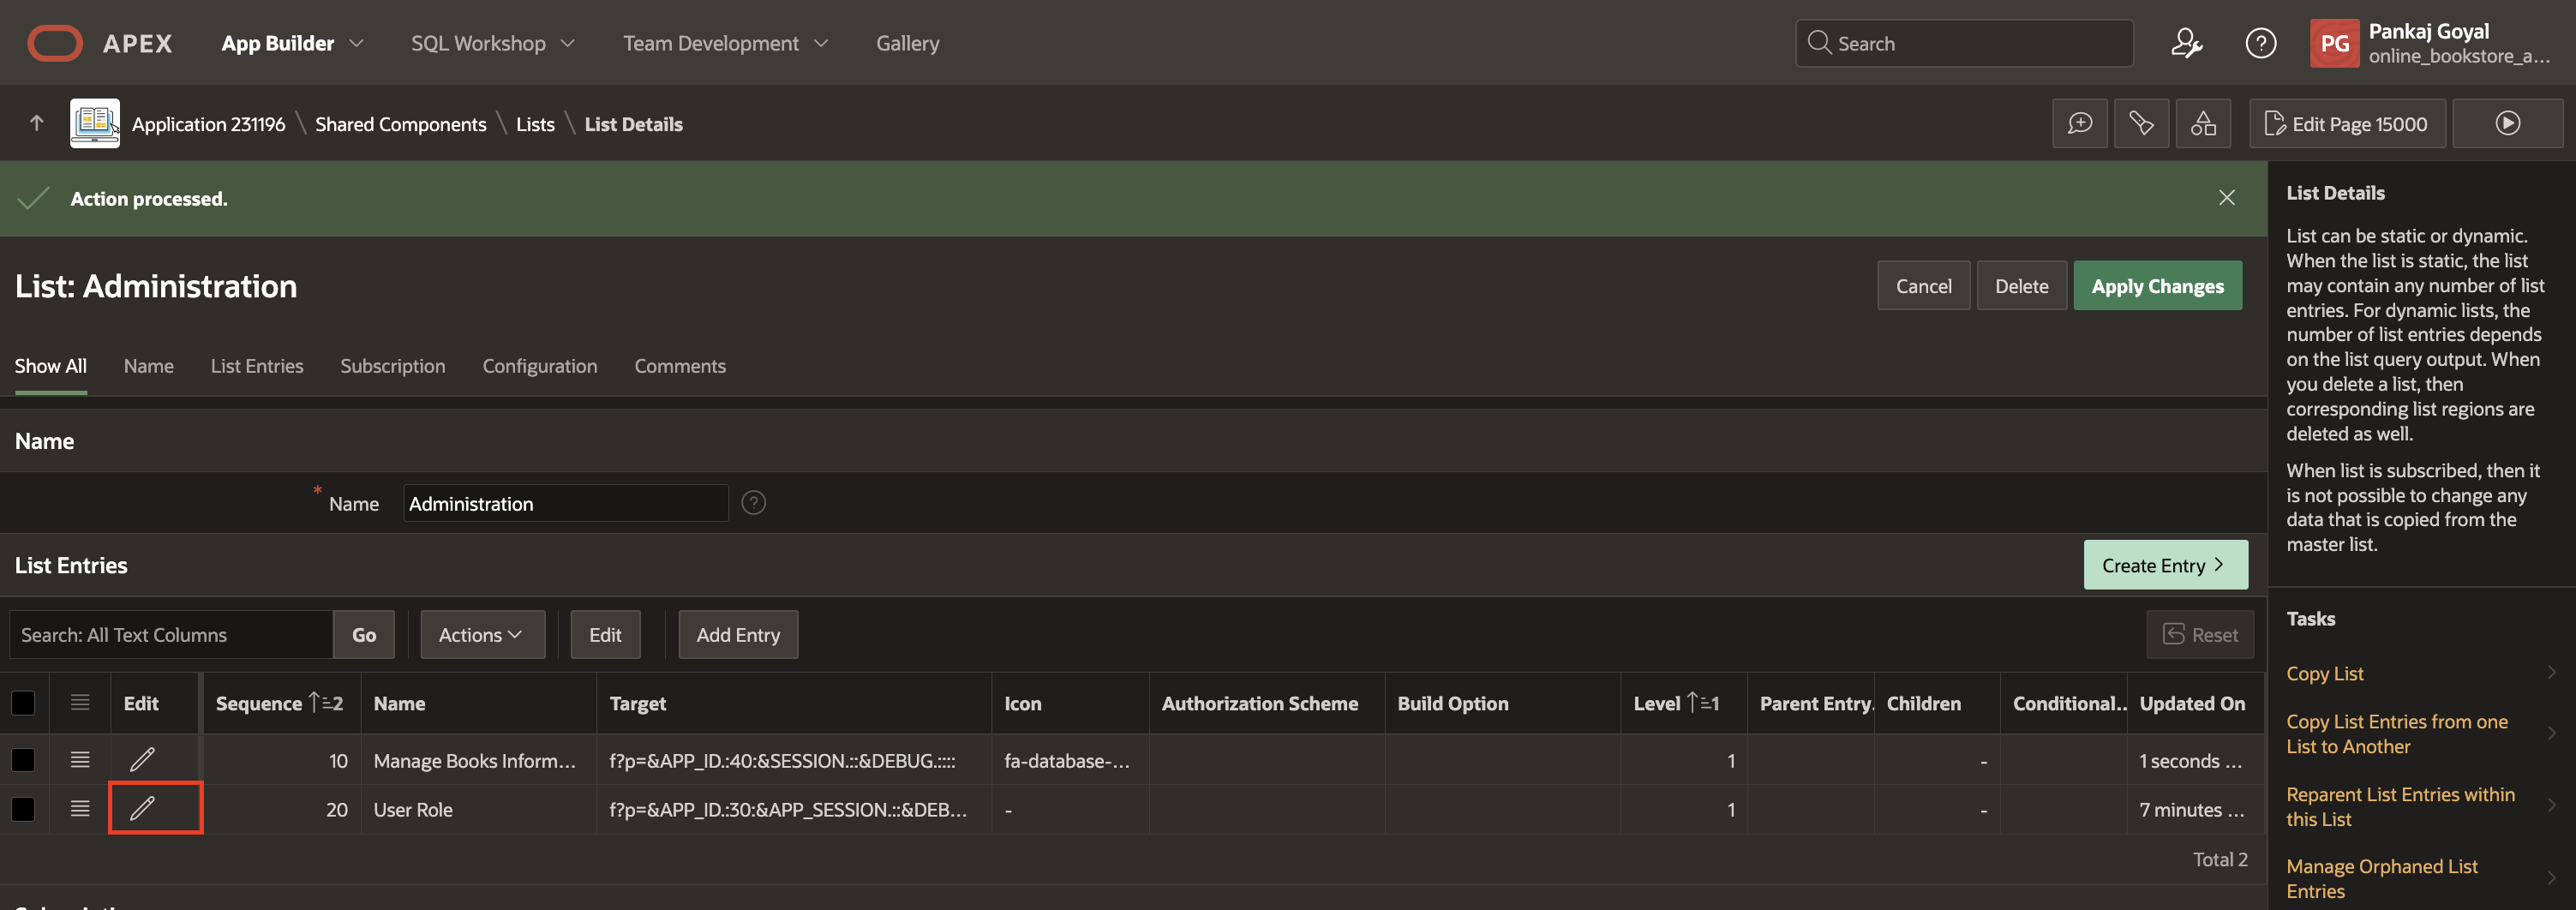 APEX
App Builder
SQL Workshop
Team Development
Gallery
Search
PG
Pankaj Goyal
online_bookstore_a...
Application 231196 \ Shared Components \ Lists \ List Details
Edit Page 15000
Action processed.
List: Administration
Cancel
Delete
Apply Changes
Show All
Name
List Entries
Subscription
Configuration
Comments
Name
* Name
Administration
List Entries
Create Entry
Search: All Text Columns
Go
Actions
Edit
Add Entry
Reset
Edit Sequence 2 Name Target Icon Authorization Scheme Build Option Level 1 Parent Entry. Children Conditional.. Updated On
10 Manage Books Inform... f?p=&APP_ID.:40:&SESSION.::&DEBUG.::::: fa-database-... 1 - 1 seconds ...
20 User Role f?p=&APP_ID.:30:&APP_SESSION.::&DEB... - 1 - 7 minutes ...
Total 2
List Details
List can be static or dynamic.
When the list is static, the list
may contain any number of list
entries. For dynamic lists, the
number of list entries depends
on the list query output. When
you delete a list, then
corresponding list regions are
deleted as well.
When list is subscribed, then it
is not possible to change any
data that is copied from the
master list.
Tasks
Copy List
Copy List Entries from one
List to Another
Reparent List Entries within
this List
Manage Orphaned List
Entries